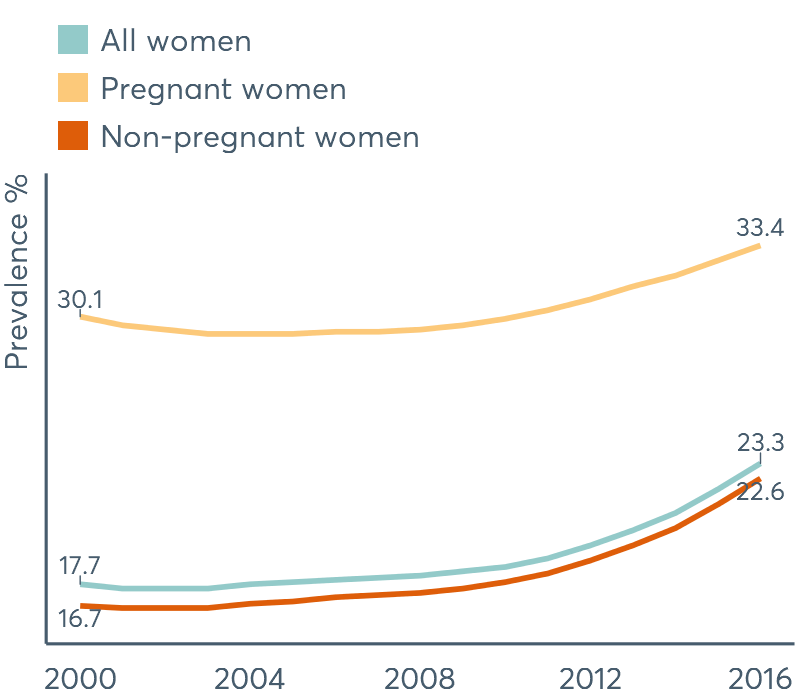 All women
Pregnant women
Non-pregnant women
Prevalence %
33.4
30.1
23.3
22.6
17.7
16.7
2000 2004 2008 2012 2016